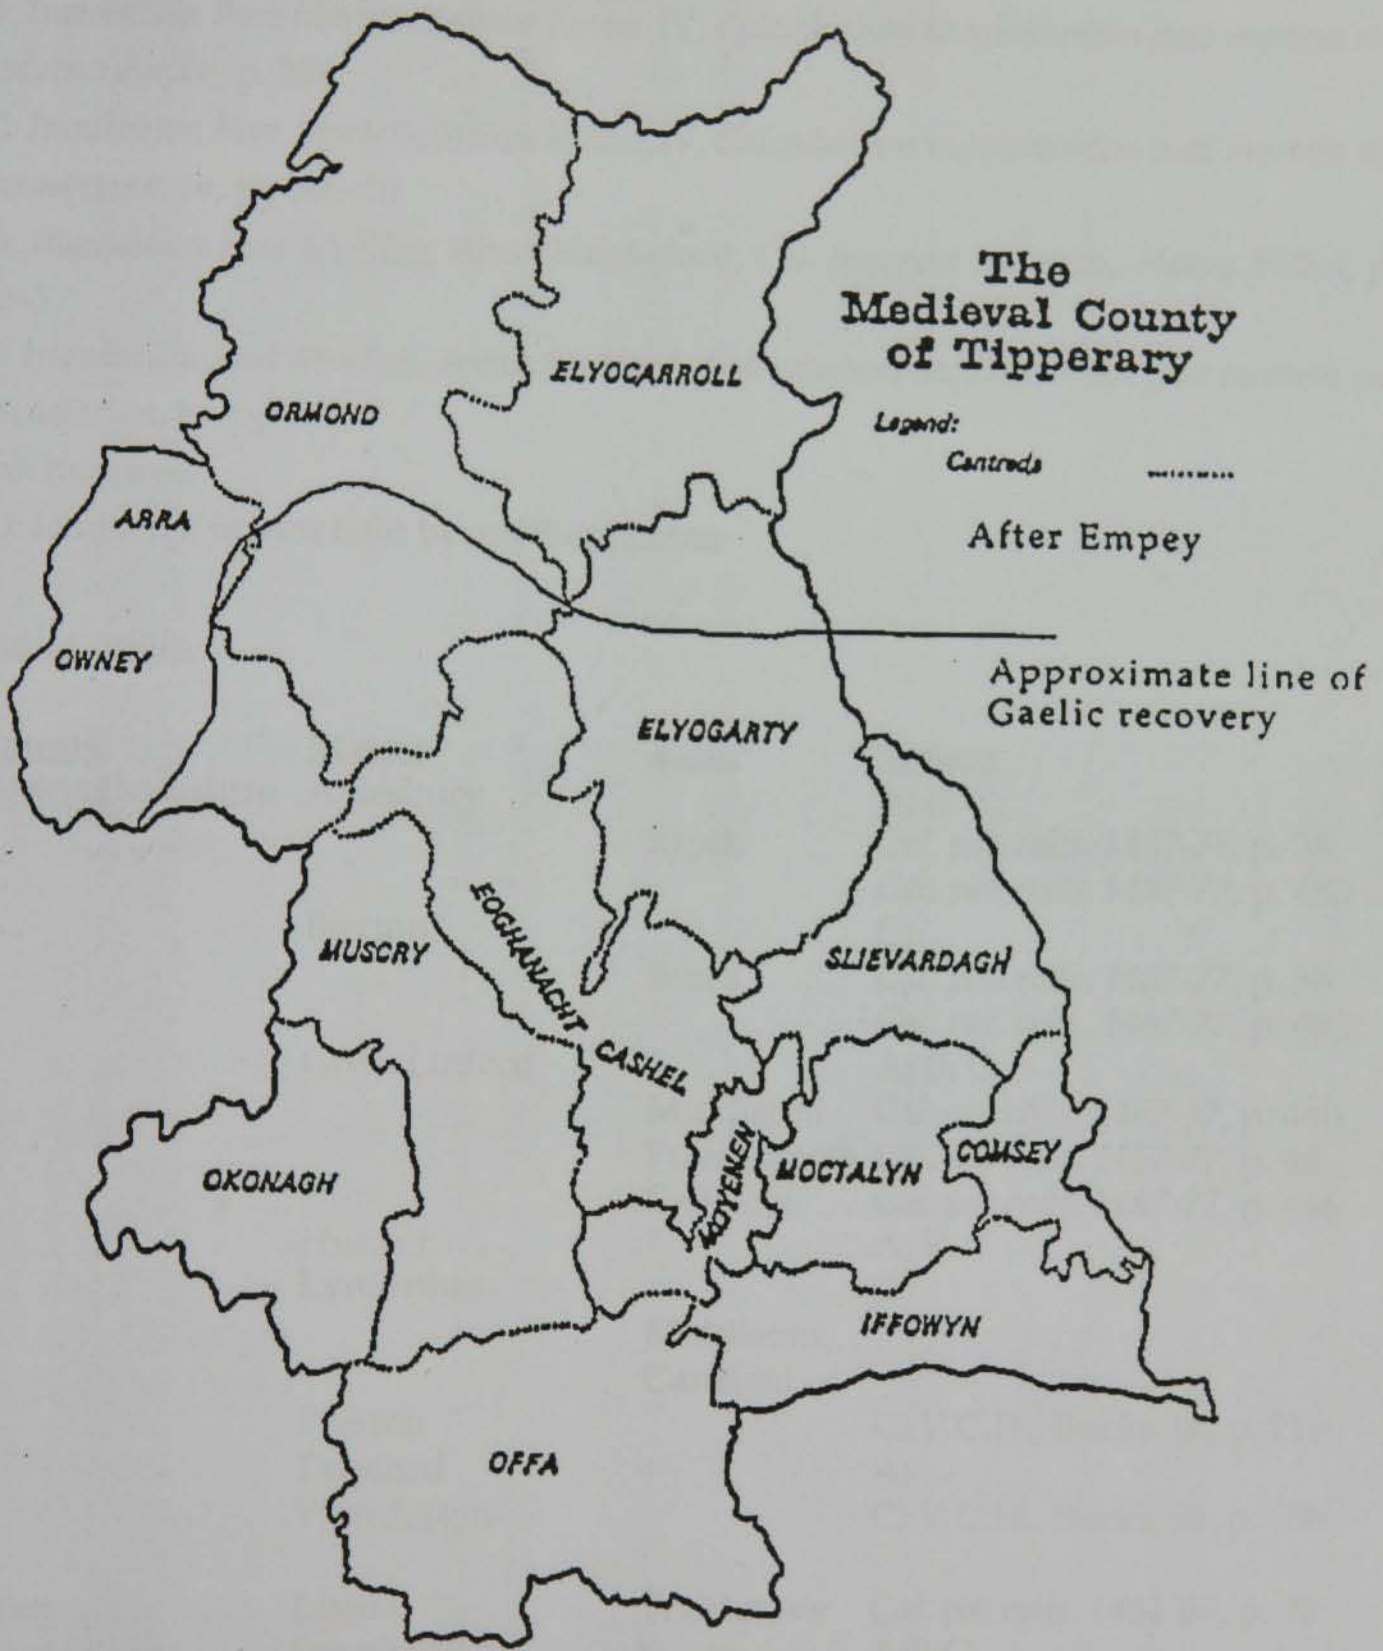 The
Medieval County
of Tipperary
Legend:
Cantreds
After Empey
ELYOCARROLL
ORMOND
ARRA
OWNEY
Approximate line of
Gaelic recovery
ELYOGARTY
EOGHANACHT CASHEL
MUSCRY
SLIEVARDAGH
OKONAGH
MOYENEN
MOCTALYN
COMSEY
IFFOWYN
OFFA